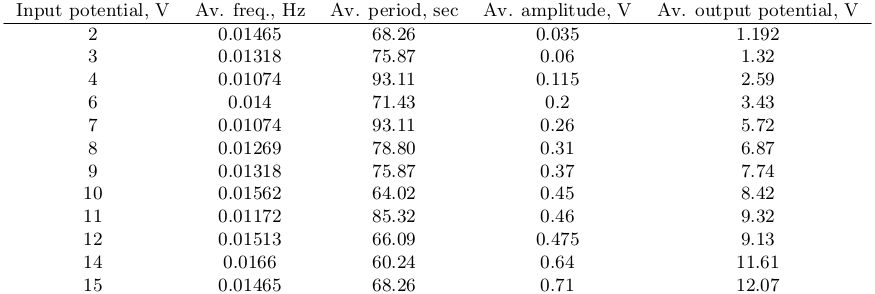 Input potential, V Av. freq., Hz Av. period, sec Av. amplitude, V Av. output potential, V
2 0.01465 68.26 0.035 1.192
3 0.01318 75.87 0.06 1.32
4 0.01074 93.11 0.115 2.59
6 0.014 71.43 0.2 3.43
7 0.01074 93.11 0.26 5.72
8 0.01269 78.80 0.31 6.87
9 0.01318 75.87 0.37 7.74
10 0.01562 64.02 0.45 8.42
11 0.01172 85.32 0.46 9.32
12 0.01513 66.09 0.475 9.13
14 0.0166 60.24 0.64 11.61
15 0.01465 68.26 0.71 12.07